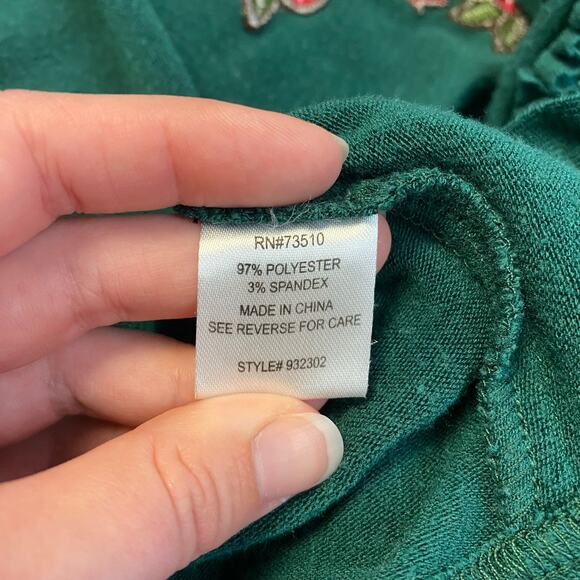 RN#73510
97% POLYESTER
3% SPANDEX
MADE IN CHINA
SEE REVERSE FOR CARE
STYLE# 932302